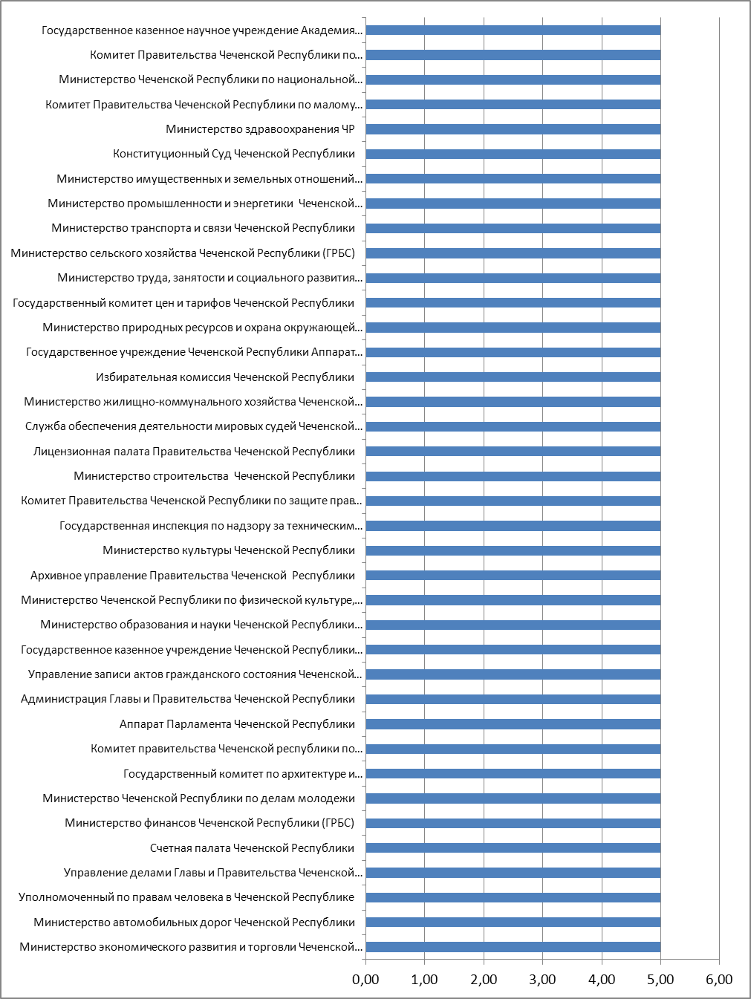 Государственное казенное научное учреждение Академия...
Комитет Правительства Чеченской Республики по...
Министерство Чеченской Республики по национальной...
Комитет Правительства Чеченской Республики по малому...
Министерство здравоохранения ЧР
Конституционный Суд Чеченской Республики
Министерство имущественных и земельных отношений...
Министерство промышленности и энергетики  Чеченской...
Министерство транспорта и связи Чеченской Республики
Министерство сельского хозяйства Чеченской Республики (ГРБС)
Министерство труда, занятости и социального развития...
Государственный комитет цен и тарифов Чеченской Республики
Министерство природных ресурсов и охрана окружающей...
Государственное учреждение Чеченской Республики Аппарат...
Избирательная комиссия Чеченской Республики
Министерство жилищно-коммунального хозяйства Чеченской...
Служба обеспечения деятельности мировых судей Чеченской...
Лицензионная палата Правительства Чеченской Республики
Министерство строительства  Чеченской Республики
Комитет Правительства Чеченской Республики по защите прав...
Государственная инспекция по надзору за техническим...
Министерство культуры Чеченской Республики
Архивное управление Правительства Чеченской  Республики
Министерство Чеченской Республики по физической культуре,...
Министерство образования и науки Чеченской Республики...
Государственное казенное учреждение Чеченской Республики...
Управление записи актов гражданского состояния Чеченской...
Администрация Главы и Правительства Чеченской Республики
Аппарат Парламента Чеченской Республики
Комитет правительства Чеченской республики по...
Государственный комитет по архитектуре и...
Министерство Чеченской Республики по делам молодежи
Министерство финансов Чеченской Республики (ГРБС)
Счетная палата Чеченской Республики
Управление делами Главы и Правительства Чеченской...
Уполномоченный по правам человека в Чеченской Республике
Министерство автомобильных дорог Чеченской Республики
Министерство экономического развития и торговли Чеченской...
0,00 1,00 2,00 3,00 4,00 5,00 6,00